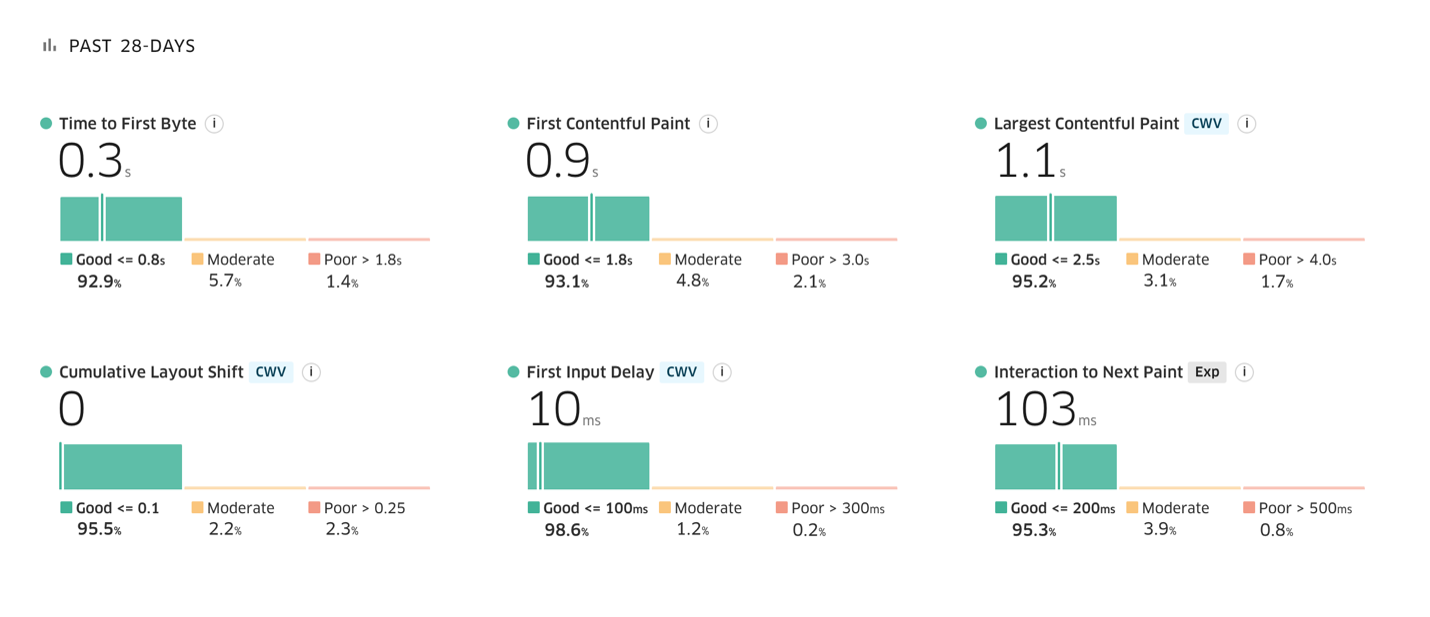 PAST 28-DAYS
Time to First Byte i
0.3s
Good <= 0.8s Moderate Poor > 1.8s
92.9% 5.7% 1.4%
First Contentful Paint i
0.9s
Good <= 1.8s Moderate Poor > 3.0s
93.1% 4.8% 2.1%
Largest Contentful Paint CWV i
1.1s
Good <= 2.5s Moderate Poor > 4.0s
95.2% 3.1% 1.7%
Cumulative Layout Shift CWV i
0
Good <= 0.1 Moderate Poor > 0.25
95.5% 2.2% 2.3%
First Input Delay CWV i
10ms
Good <= 100ms Moderate Poor > 300ms
98.6% 1.2% 0.2%
Interaction to Next Paint Exp i
103ms
Good <= 200ms Moderate Poor > 500ms
95.3% 3.9% 0.8%